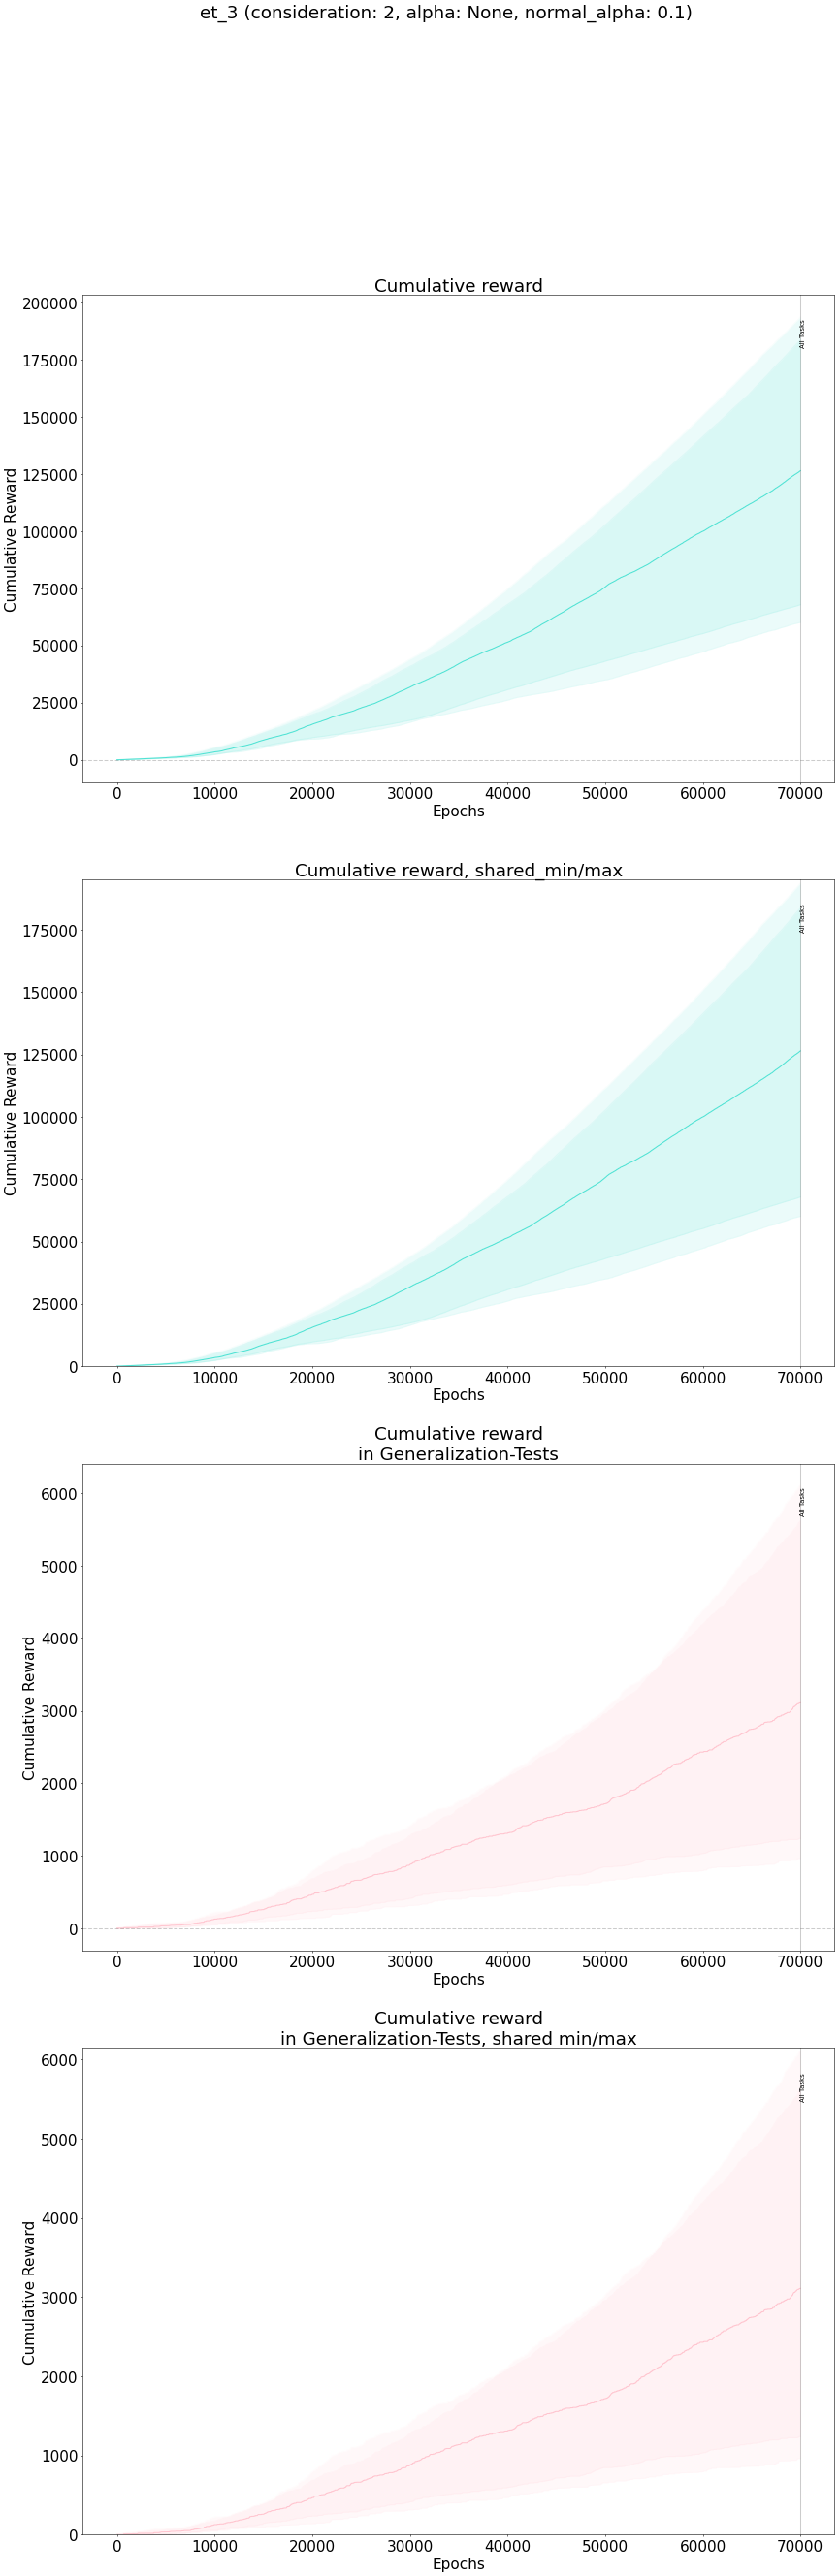 et_3 (consideration: 2, alpha: None, normal_alpha: 0.1)
Cumulative reward
200000
175000
150000
125000
100000
75000
50000
25000
0
Cumulative Reward
All Tasks
0 10000 20000 30000 40000 50000 60000 70000
Epochs
Cumulative reward, shared_min/max
175000
150000
125000
100000
75000
50000
25000
0
Cumulative Reward
All Tasks
0 10000 20000 30000 40000 50000 60000 70000
Epochs
Cumulative reward
in Generalization-Tests
6000
5000
4000
3000
2000
1000
0
Cumulative Reward
All Tasks
0 10000 20000 30000 40000 50000 60000 70000
Epochs
Cumulative reward
in Generalization-Tests, shared min/max
6000
5000
4000
3000
2000
1000
0
Cumulative Reward
All Tasks
0 10000 20000 30000 40000 50000 60000 70000
Epochs